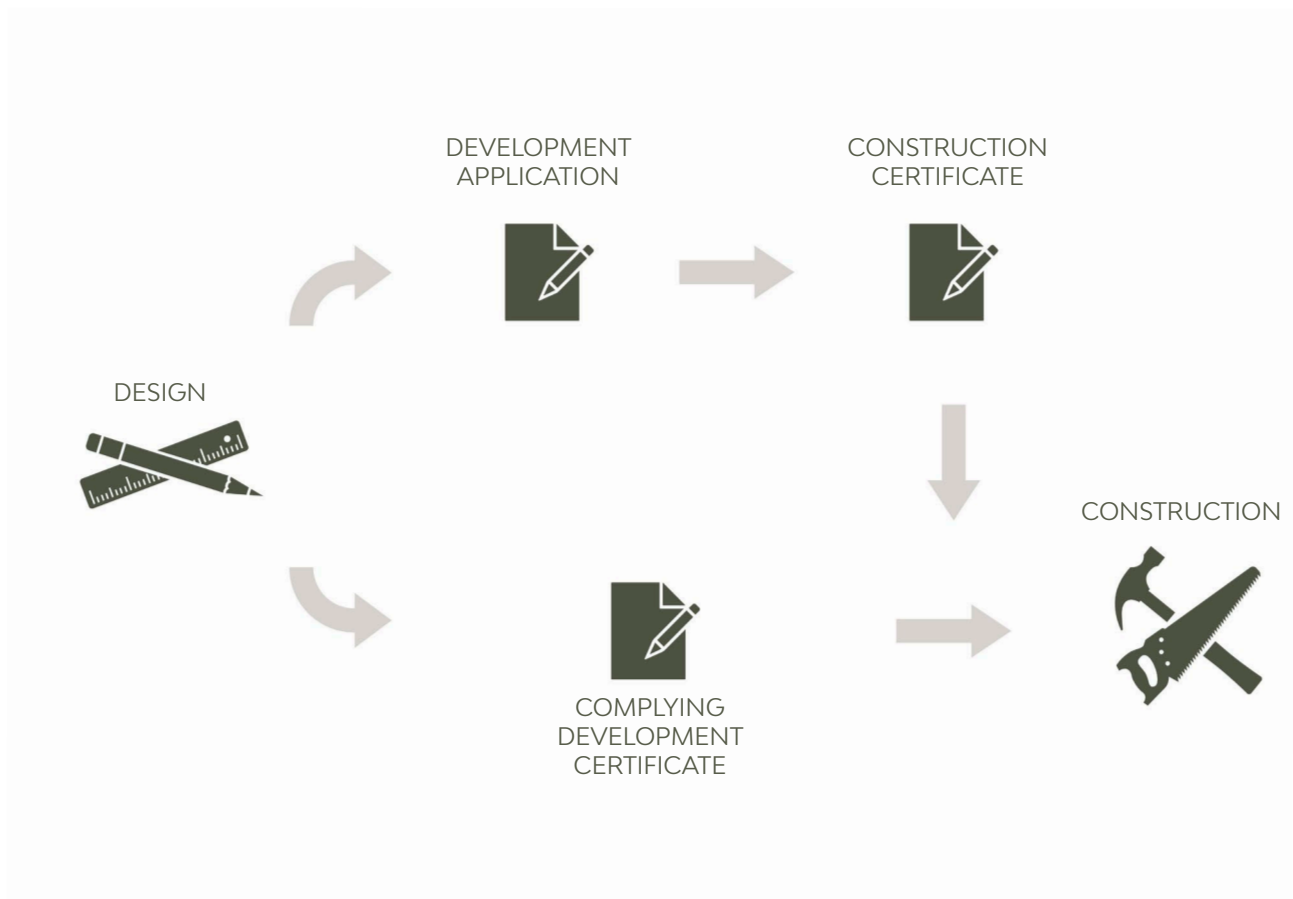 DEVELOPMENT
APPLICATION
CONSTRUCTION
CERTIFICATE
DESIGN
CONSTRUCTION
COMPLYING
DEVELOPMENT
CERTIFICATE